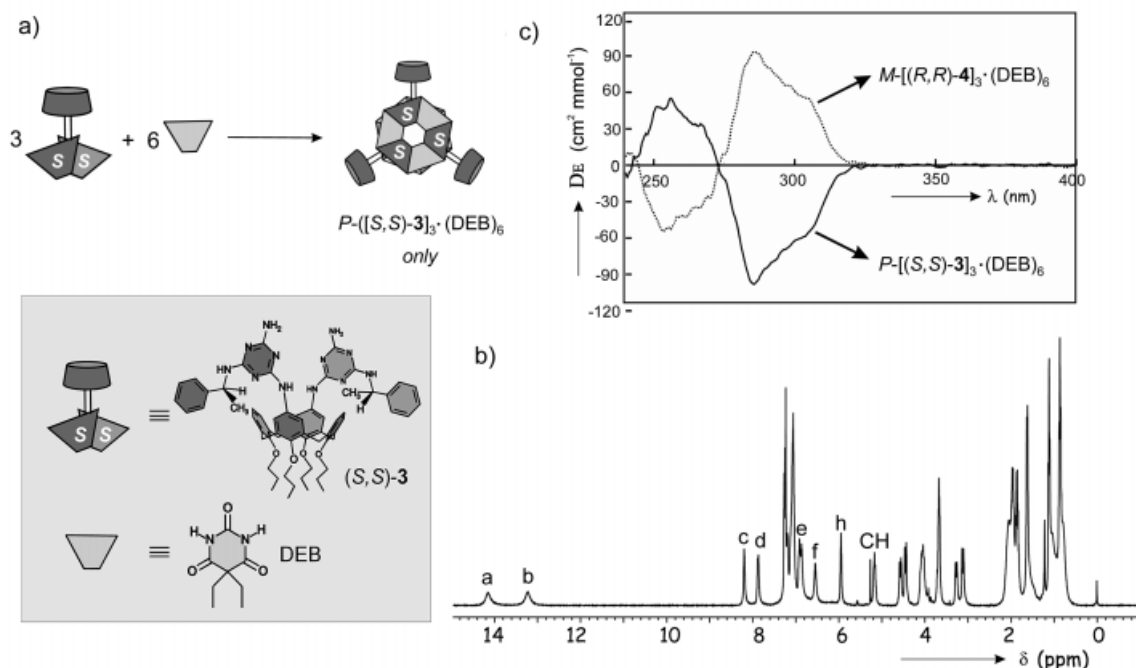 a)
3 S S + 6
S S S
P-([S,S)-3]₃·(DEB)₆
only
S S ≡
NH₂ NH₂
N N N N
HN N N N NH
NH HN
H CH₃ CH₃ H
O O O O
(S,S)-3
≡
O
H N N H
O O
DEB
c)
120
90
60
30
0
-30
-60
-90
-120
DE (cm² mmol⁻¹)
M-[(R,R)-4]₃·(DEB)₆
250 300 350 400
λ (nm)
P-[(S,S)-3]₃·(DEB)₆
b)
a b c d e f h CH
14 12 10 8 6 4 2 0
δ (ppm)